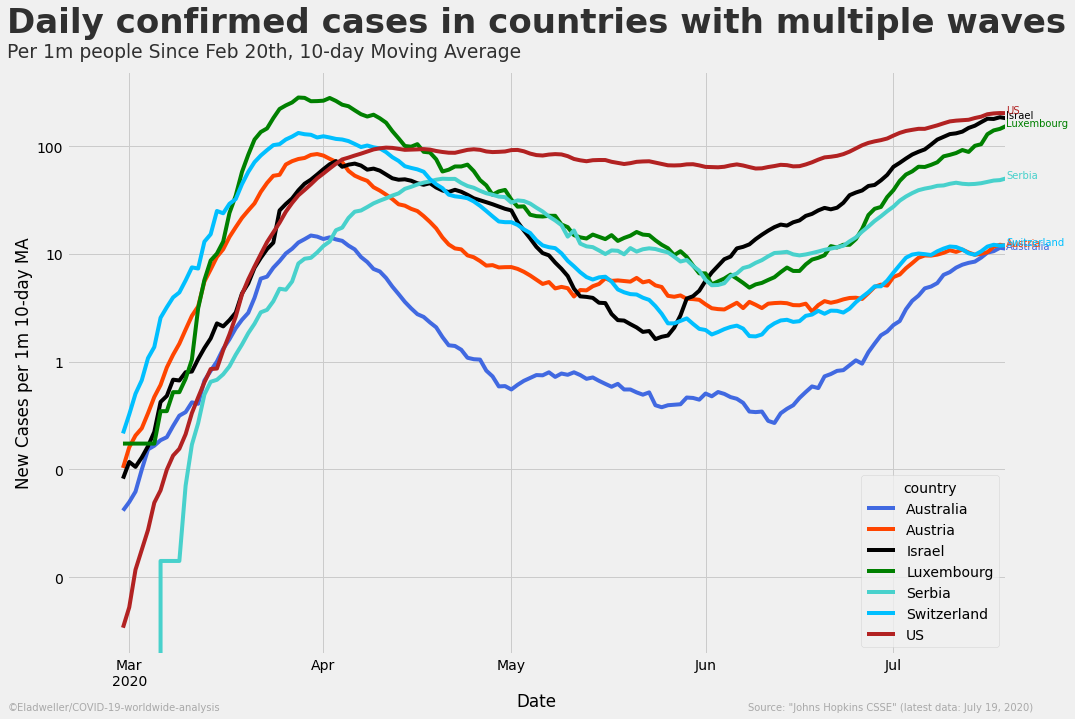 Daily confirmed cases in countries with multiple waves
Per 1m people Since Feb 20th, 10-day Moving Average
New Cases per 1m 10-day MA
100
10
1
0
0
US
Israel
Luxembourg
Serbia
Switzerland
Austria
Australia
country
Australia
Austria
Israel
Luxembourg
Serbia
Switzerland
US
Mar
2020
Apr
May
Jun
Jul
Date
©Eladweller/COVID-19-worldwide-analysis
Source: "Johns Hopkins CSSE" (latest data: July 19, 2020)